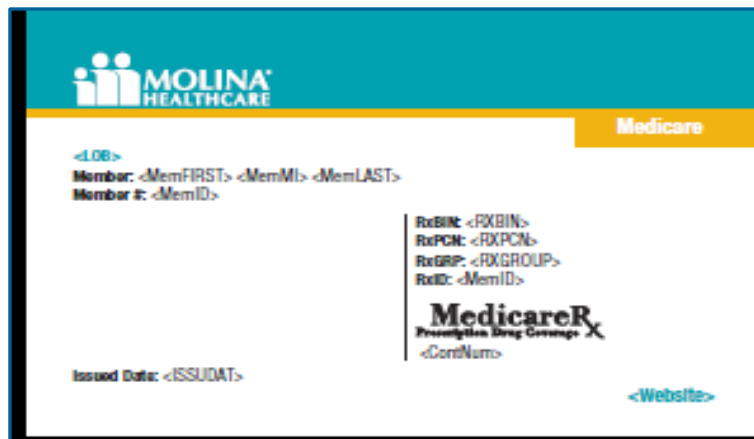 MOLINA
HEALTHCARE
Medicare
<LOB>
Member: <MemFIRST> <MemMI> <MemLAST>
Member #: <MemID>
RxBIN: <RXBIN>
RxPCN: <RXPCN>
RxGRP: <RXGROUP>
RxID: <MemID>
MedicareRx
Prescription Drug Coverage
<ContNum>
Issued Date: <ISSUDAT>
<Website>